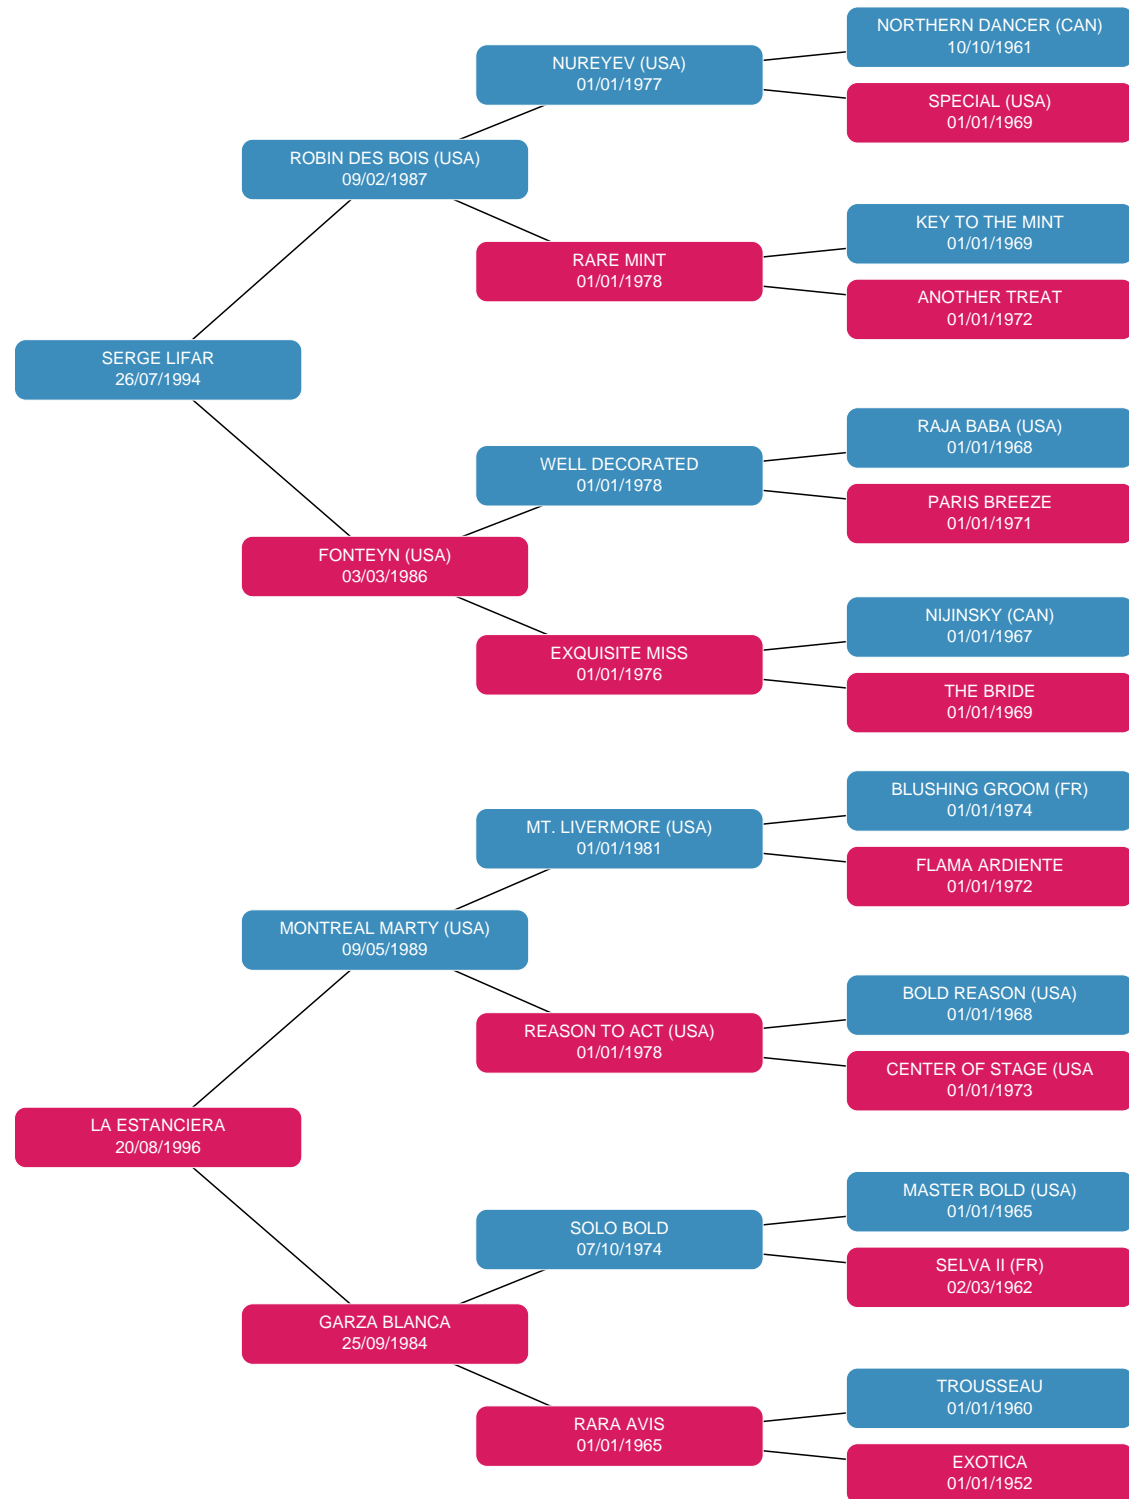 NORTHERN DANCER (CAN)
10/10/1961
NUREYEV (USA)
01/01/1977
SPECIAL (USA)
01/01/1969
ROBIN DES BOIS (USA)
09/02/1987
KEY TO THE MINT
01/01/1969
RARE MINT
01/01/1978
ANOTHER TREAT
01/01/1972
SERGE LIFAR
26/07/1994
RAJA BABA (USA)
01/01/1968
WELL DECORATED
01/01/1978
PARIS BREEZE
01/01/1971
FONTEYN (USA)
03/03/1986
NIJINSKY (CAN)
01/01/1967
EXQUISITE MISS
01/01/1976
THE BRIDE
01/01/1969
BLUSHING GROOM (FR)
01/01/1974
MT. LIVERMORE (USA)
01/01/1981
FLAMA ARDIENTE
01/01/1972
MONTREAL MARTY (USA)
09/05/1989
BOLD REASON (USA)
01/01/1968
REASON TO ACT (USA)
01/01/1978
CENTER OF STAGE (USA
01/01/1973
LA ESTANCIERA
20/08/1996
MASTER BOLD (USA)
01/01/1965
SOLO BOLD
07/10/1974
SELVA II (FR)
02/03/1962
GARZA BLANCA
25/09/1984
TROUSSEAU
01/01/1960
RARA AVIS
01/01/1965
EXOTICA
01/01/1952